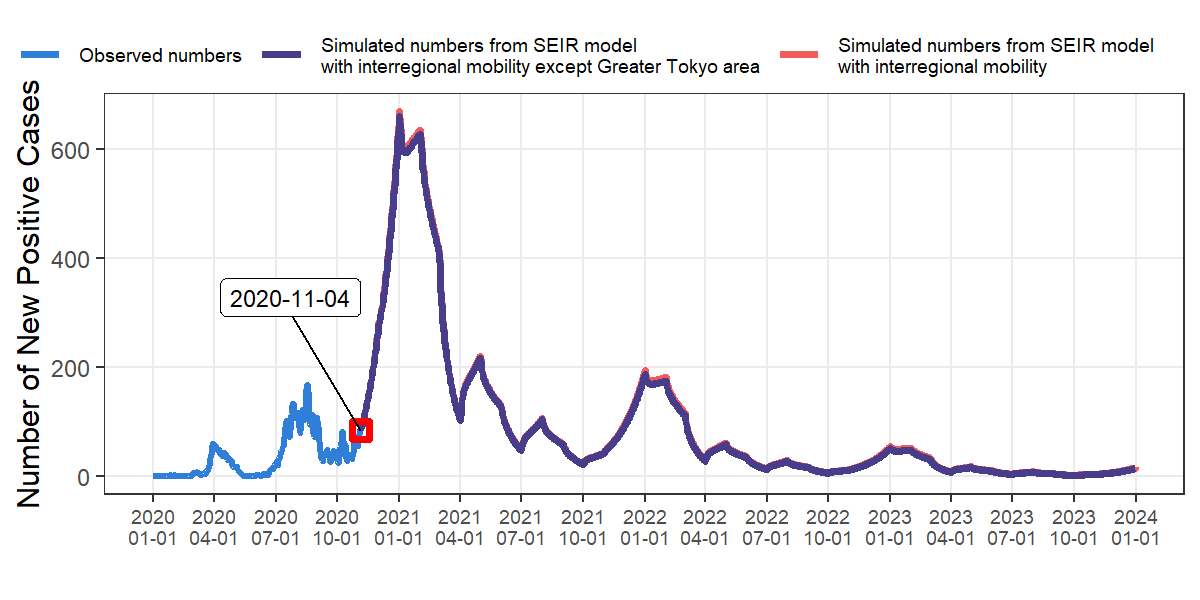 Observed numbers
Simulated numbers from SEIR model
with interregional mobility except Greater Tokyo area
Simulated numbers from SEIR model
with interregional mobility
Number of New Positive Cases
600
400
200
0
2020-11-04
2020 2020 2020 2020 2021 2021 2021 2021 2022 2022 2022 2022 2023 2023 2023 2023 2024
01-01 04-01 07-01 10-01 01-01 04-01 07-01 10-01 01-01 04-01 07-01 10-01 01-01 04-01 07-01 10-01 01-01